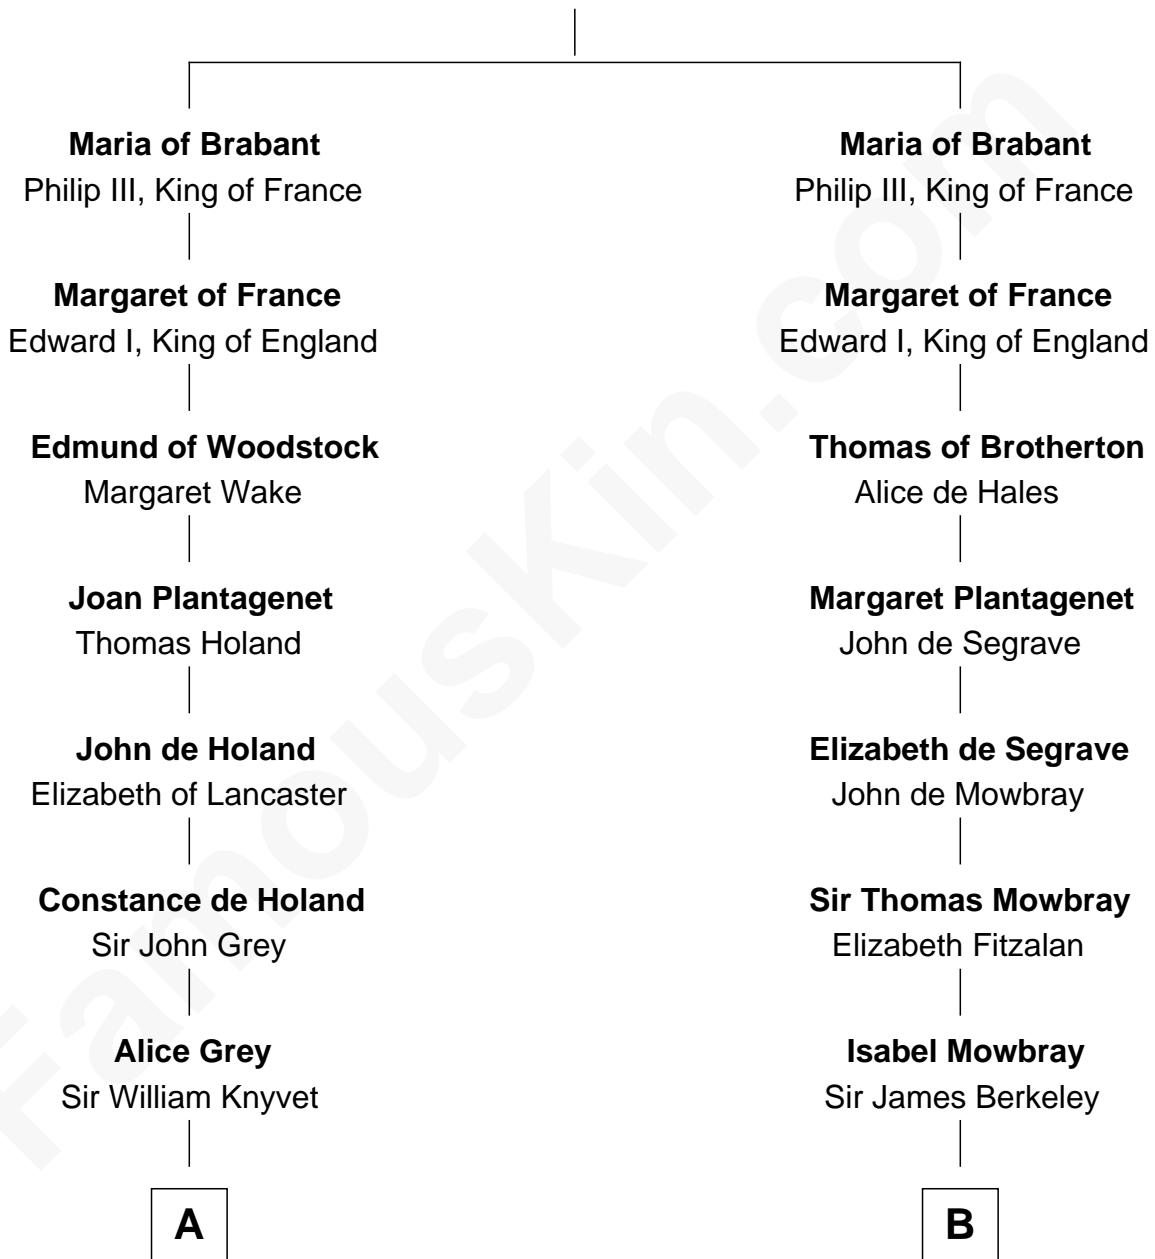 Maria of Brabant
Philip III, King of France
Margaret of France
Edward I, King of England
Edmund of Woodstock
Margaret Wake
Joan Plantagenet
Thomas Holand
John de Holand
Elizabeth of Lancaster
Constance de Holand
Sir John Grey
Alice Grey
Sir William Knyvet
A
Maria of Brabant
Philip III, King of France
Margaret of France
Edward I, King of England
Thomas of Brotherton
Alice de Hales
Margaret Plantagenet
John de Segrave
Elizabeth de Segrave
John de Mowbray
Sir Thomas Mowbray
Elizabeth Fitzalan
Isabel Mowbray
Sir James Berkeley
B
FamousKin.com